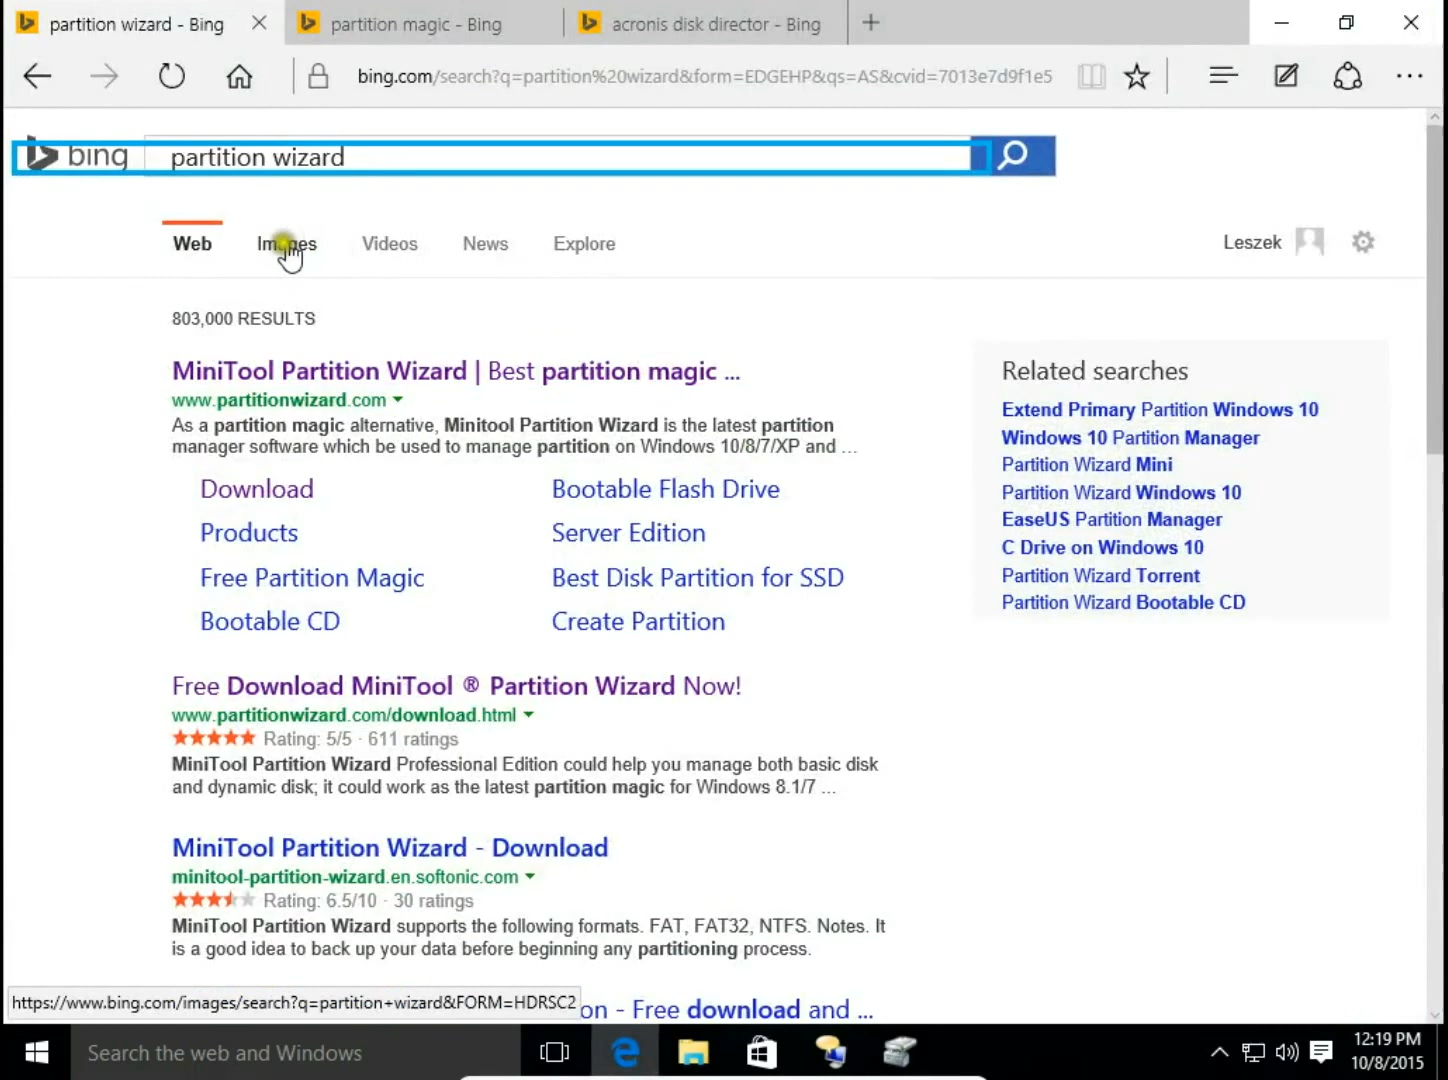 partition wizard - Bing
partition magic - Bing
acronis disk director - Bing
bing.com/search?q=partition%20wizard&form=EDGEHP&qs=AS&cvid=7013e7d9f1e5
bing
partition wizard
Web
Images
Videos
News
Explore
Leszek
803,000 RESULTS
MiniTool Partition Wizard | Best partition magic ...
www.partitionwizard.com
As a partition magic alternative, Minitool Partition Wizard is the latest partition
manager software which be used to manage partition on Windows 10/8/7/XP and ...
Download
Bootable Flash Drive
Products
Server Edition
Free Partition Magic
Best Disk Partition for SSD
Bootable CD
Create Partition
Free Download MiniTool ® Partition Wizard Now!
www.partitionwizard.com/download.html
Rating: 5/5 · 611 ratings
MiniTool Partition Wizard Professional Edition could help you manage both basic disk
and dynamic disk; it could work as the latest partition magic for Windows 8.1/7 ...
MiniTool Partition Wizard - Download
minitool-partition-wizard.en.softonic.com
Rating: 6.5/10 · 30 ratings
MiniTool Partition Wizard supports the following formats. FAT, FAT32, NTFS. Notes. It
is a good idea to back up your data before beginning any partitioning process.
on - Free download and ...
Related searches
Extend Primary Partition Windows 10
Windows 10 Partition Manager
Partition Wizard Mini
Partition Wizard Windows 10
EaseUS Partition Manager
C Drive on Windows 10
Partition Wizard Torrent
Partition Wizard Bootable CD
https://www.bing.com/images/search?q=partition+wizard&FORM=HDRSC2
Search the web and Windows
12:19 PM
10/8/2015